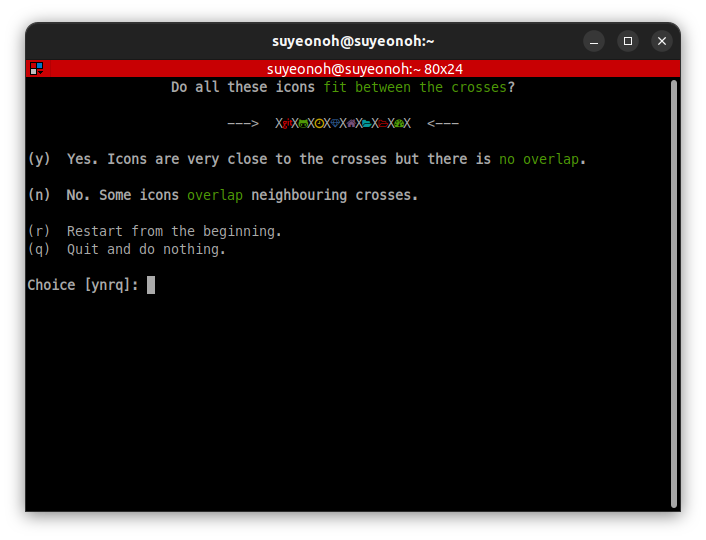 suyeonoh@suyeonoh:~
suyeonoh@suyeonoh:~ 80x24
Do all these icons fit between the crosses?
---> XXXXXXXXX <---
(y) Yes. Icons are very close to the crosses but there is no overlap.
(n) No. Some icons overlap neighbouring crosses.
(r) Restart from the beginning.
(q) Quit and do nothing.
Choice [ynrq]: